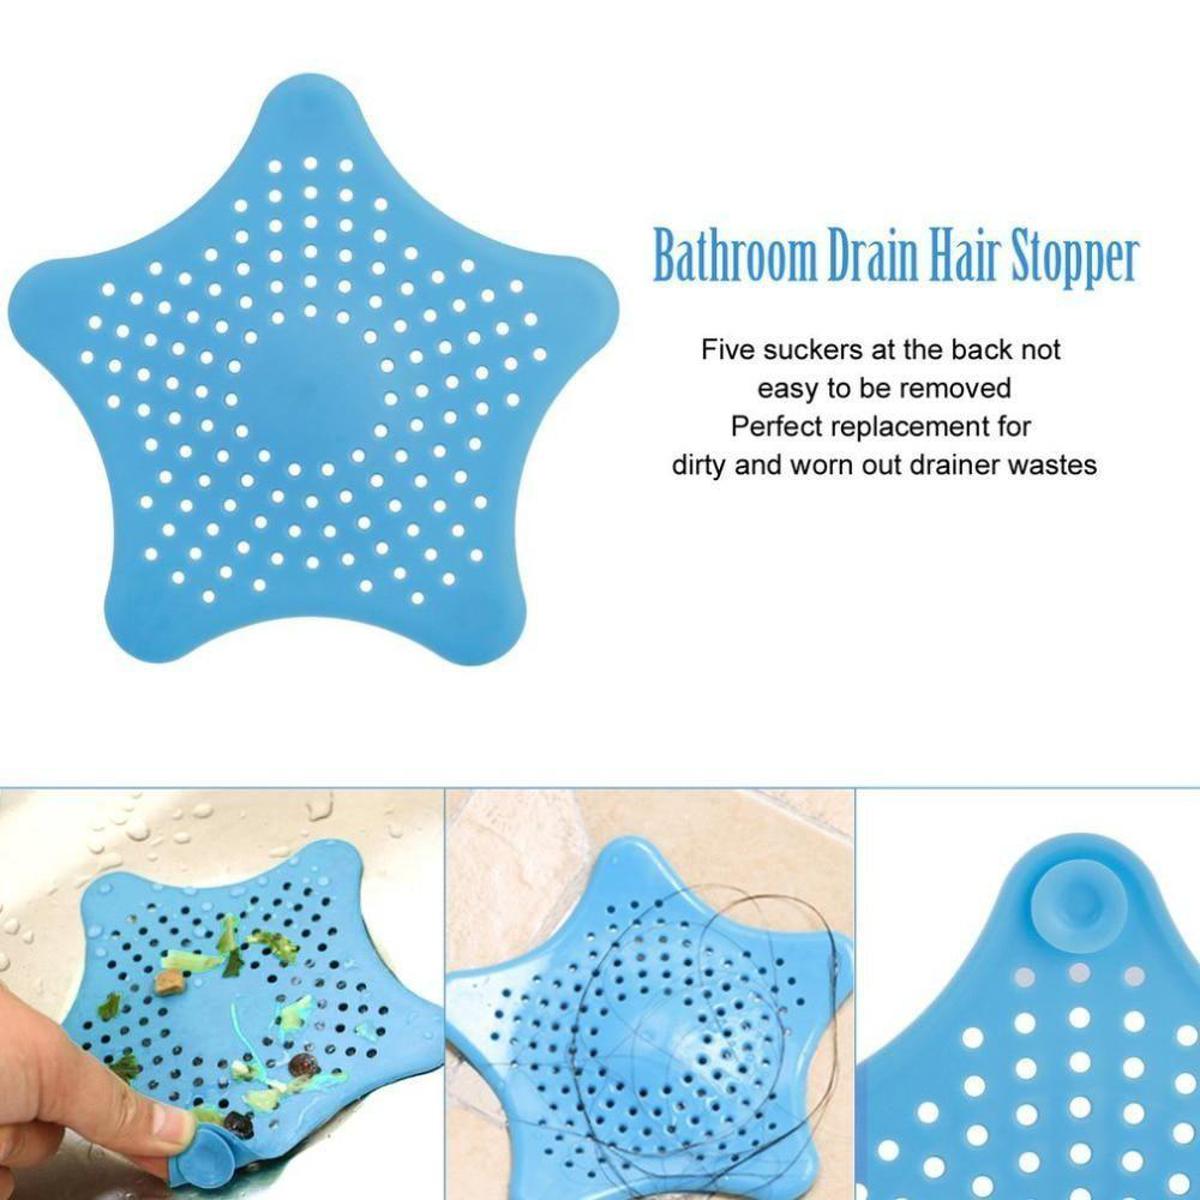 Bathroom Drain Hair Stopper
Five suckers at the back not
easy to be removed
Perfect replacement for
dirty and worn out drainer wastes